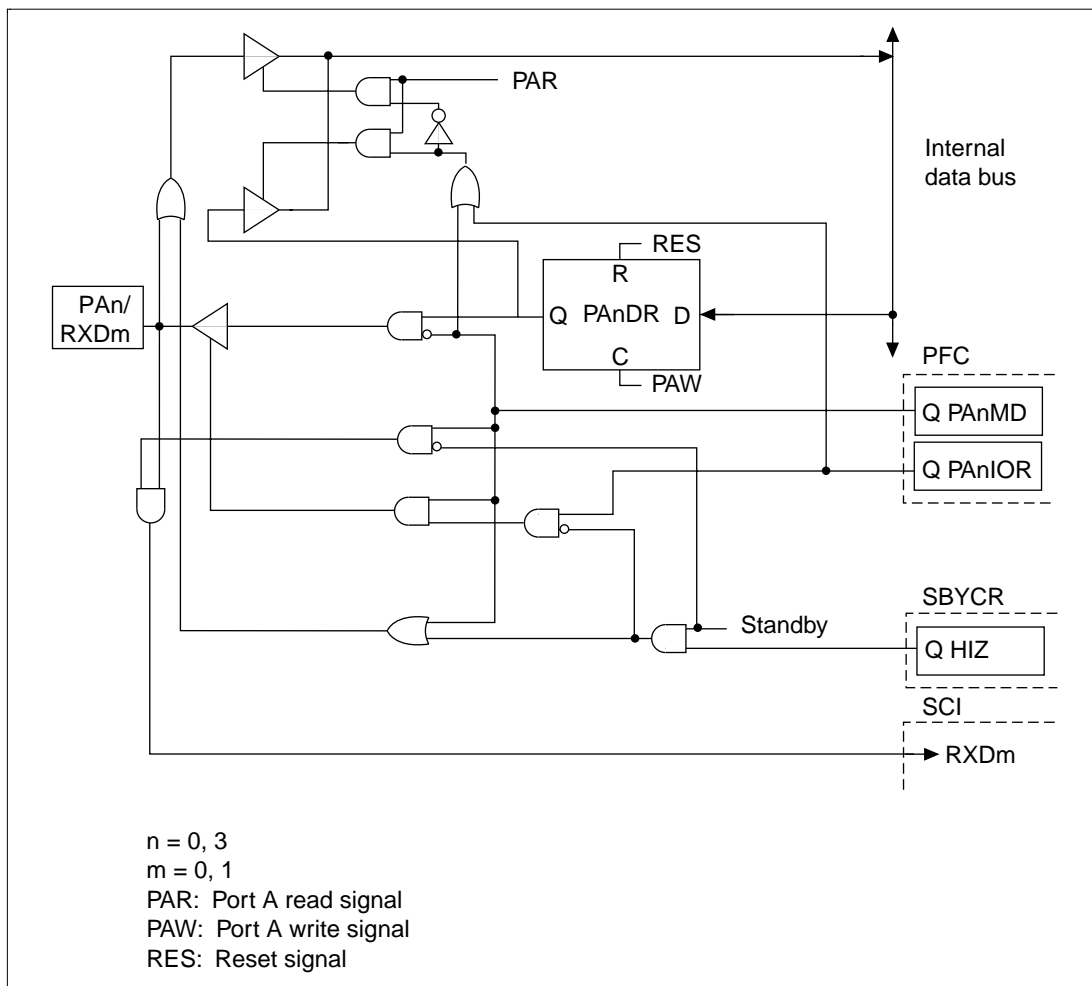 PAR
Internal
data bus
RES
R
PAn/
RXDm
Q PAnDR D
C
PAW
PFC
Q PAnMD
Q PAnIOR
SBYCR
Standby
Q HIZ
SCI
RXDm
n = 0, 3
m = 0, 1
PAR: Port A read signal
PAW: Port A write signal
RES: Reset signal